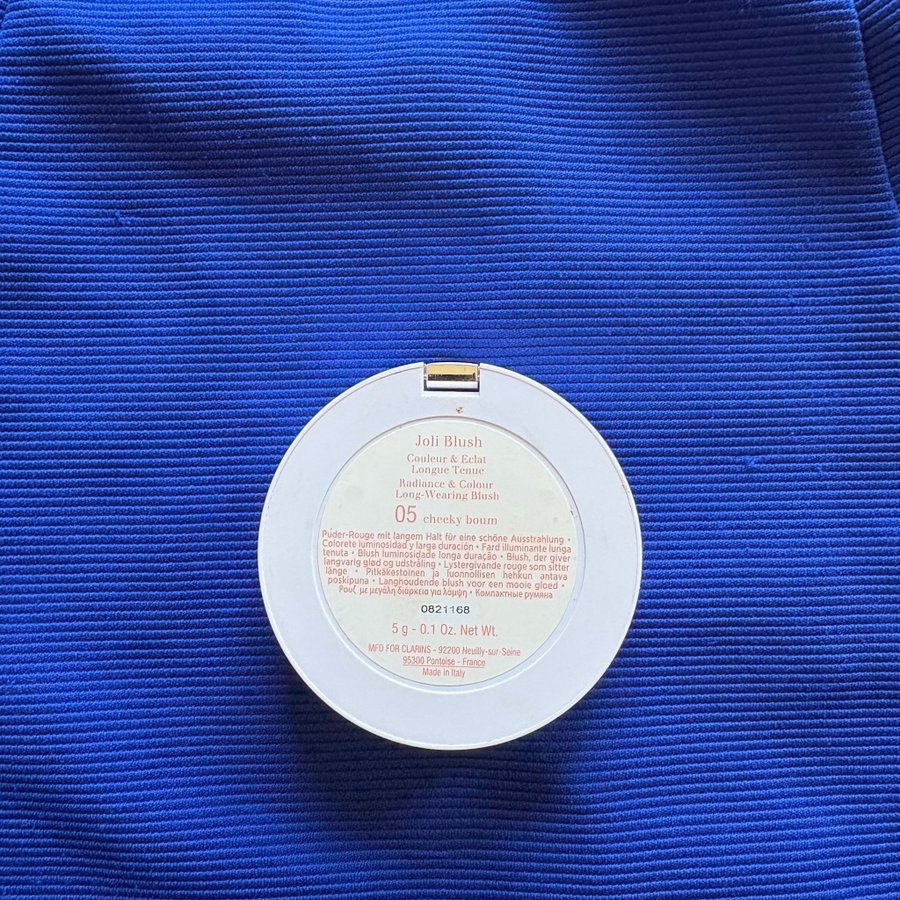 Joli Blush
Couleur & Eclat
Longue Tenue
Radiance & Colour
Long-Wearing Blush
05 cheeky boum
Puder-Rouge mit langem Halt für eine schöne Ausstrahlung •
Colorete luminosidad y larga duración • Fard illuminante lunga
tenuta • Blush luminosidade longa duração • Blush, der giver
langvarig glød og udstråling • Lystergivande rouge som sitter
länge • Pitkäkestoinen ja luonnollisen hehkun antava
poskipuna • Langhoudende blush voor een mooie gloed •
Ρουζ με μεγάλη διάρκεια για λάμψη • Компактные румяна
0821168
5 g - 0.1 Oz. Net Wt.
MFD FOR CLARINS - 92200 Neuilly-sur-Seine
95300 Pontoise - France
Made in Italy